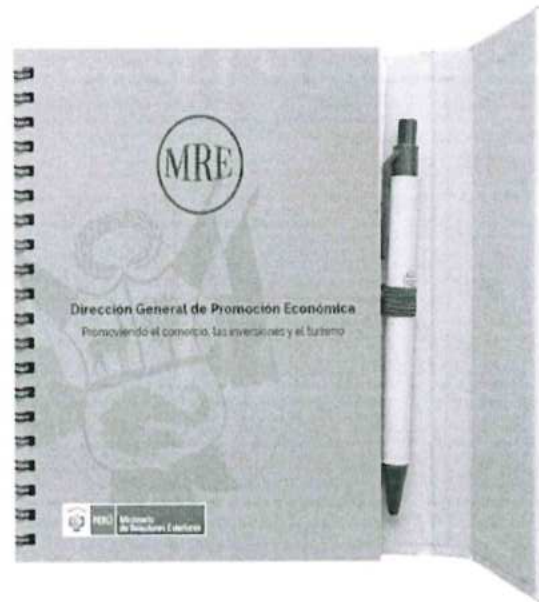 MRE
Dirección General de Promoción Económica
Promoviendo el comercio, las inversiones y el turismo
PERÚ
Ministerio
de Relaciones Exteriores